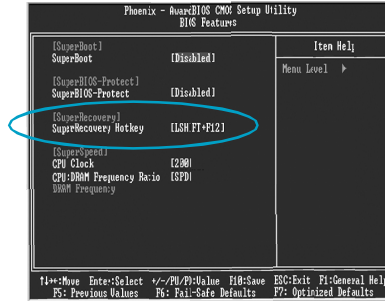 Phoenix - AwardBIOS CMOS Setup Utility
BIOS Features
[SuperBoot]
SuperBoot [Disabled]
[SuperBIOS-Protect]
SuperBIOS-Protect [Disabled]
[SuperRecovery]
SuperRecovery Hotkey [LSHIFT+F12]
[SuperSpeed]
CPU Clock [200]
CPU:DRAM Frequency Ratio [SPD]
DRAM Frequency
Item Help
Menu Level
:Move Enter:Select +/-/PU/PD:Value F10:Save ESC:Exit F1:General Help
F5: Previous Values F6: Fail-Safe Defaults F7: Optimized Defaults